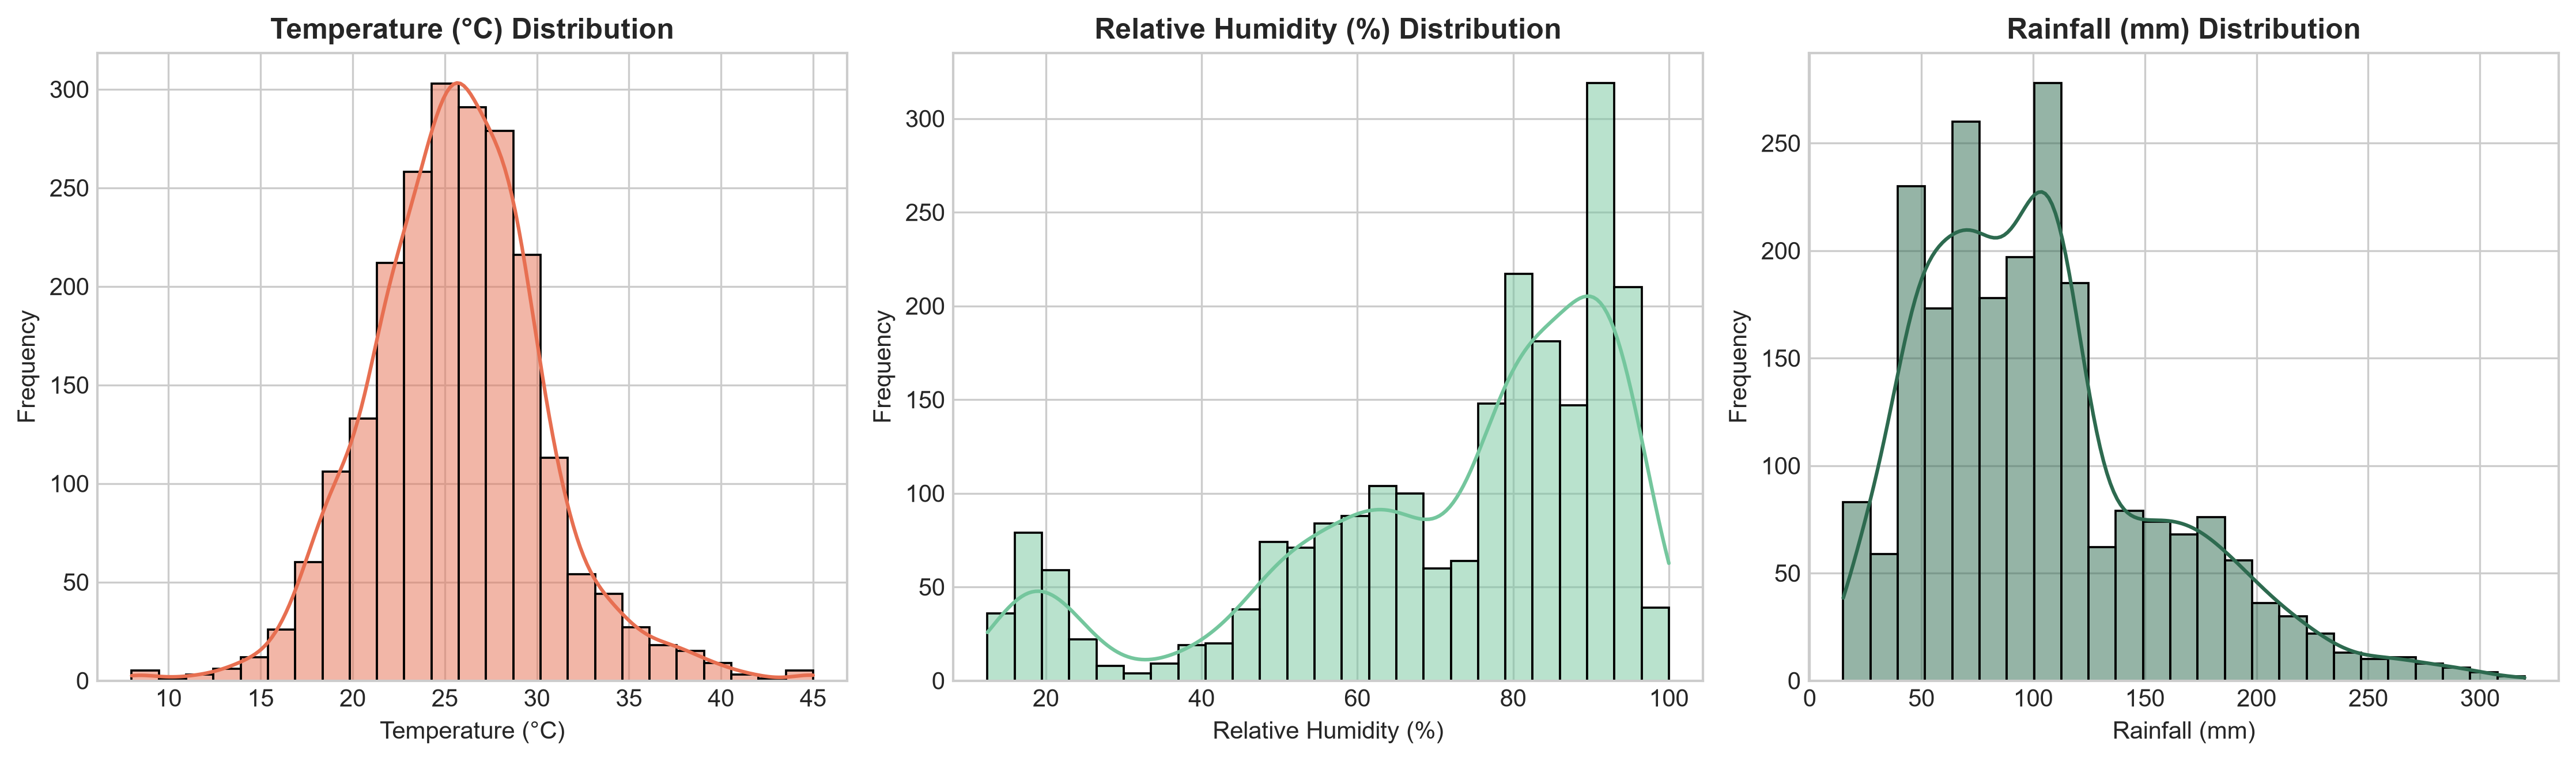 Temperature (°C) Distribution
300
250
200
150
100
50
0
Frequency
10 15 20 25 30 35 40 45
Temperature (°C)
Relative Humidity (%) Distribution
300
250
200
150
100
50
0
Frequency
20 40 60 80 100
Relative Humidity (%)
Rainfall (mm) Distribution
250
200
150
100
50
0
Frequency
0 50 100 150 200 250 300
Rainfall (mm)